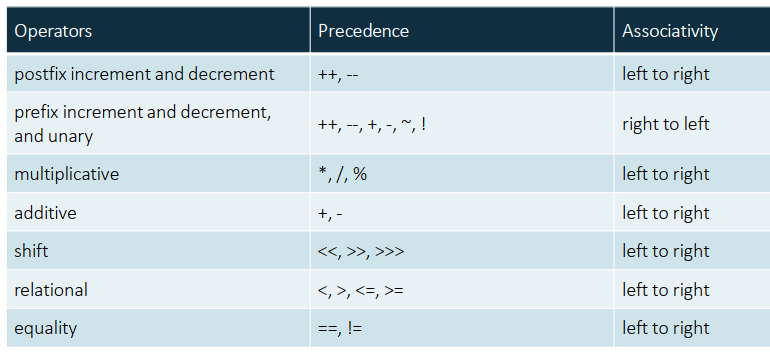 Operators Precedence Associativity
postfix increment and decrement ++, -- left to right
prefix increment and decrement,
and unary ++, --, +, -, ~, ! right to left
multiplicative *, /, % left to right
additive +, - left to right
shift <<, >>, >>> left to right
relational <, >, <=, >= left to right
equality ==, != left to right